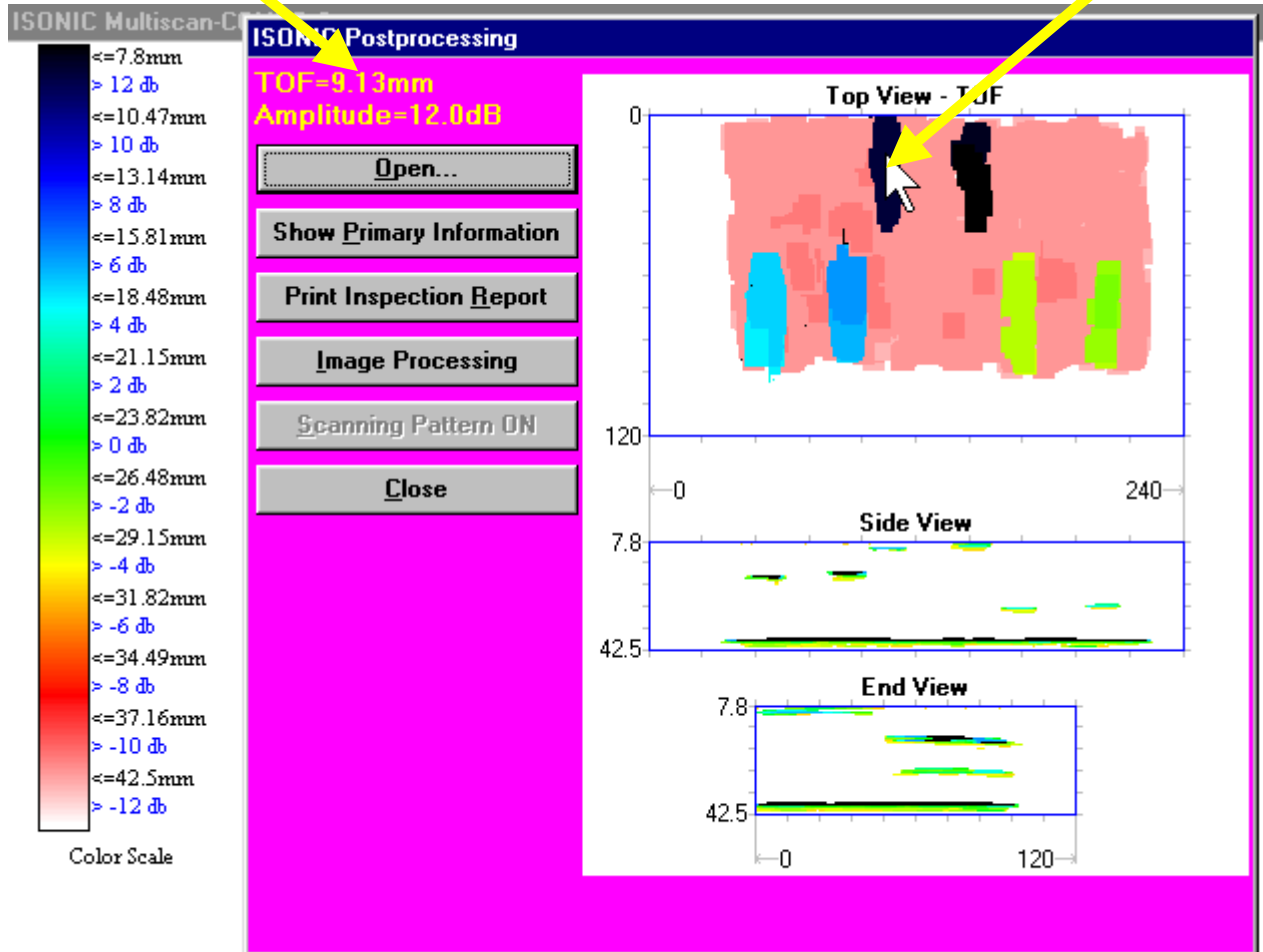 ISONIC Multiscan-C
<=7.8mm
> 12 db
<=10.47mm
> 10 db
<=13.14mm
> 8 db
<=15.81mm
> 6 db
<=18.48mm
> 4 db
<=21.15mm
> 2 db
<=23.82mm
> 0 db
<=26.48mm
> -2 db
<=29.15mm
> -4 db
<=31.82mm
> -6 db
<=34.49mm
> -8 db
<=37.16mm
> -10 db
<=42.5mm
> -12 db
Color Scale
ISONIC Postprocessing
TOF=9.13mm
Amplitude=12.0dB
Open...
Show Primary Information
Print Inspection Report
Image Processing
Scanning Pattern ON
Close
Top View - TOF
0
120
0 240
Side View
7.8
42.5
End View
7.8
42.5
0 120